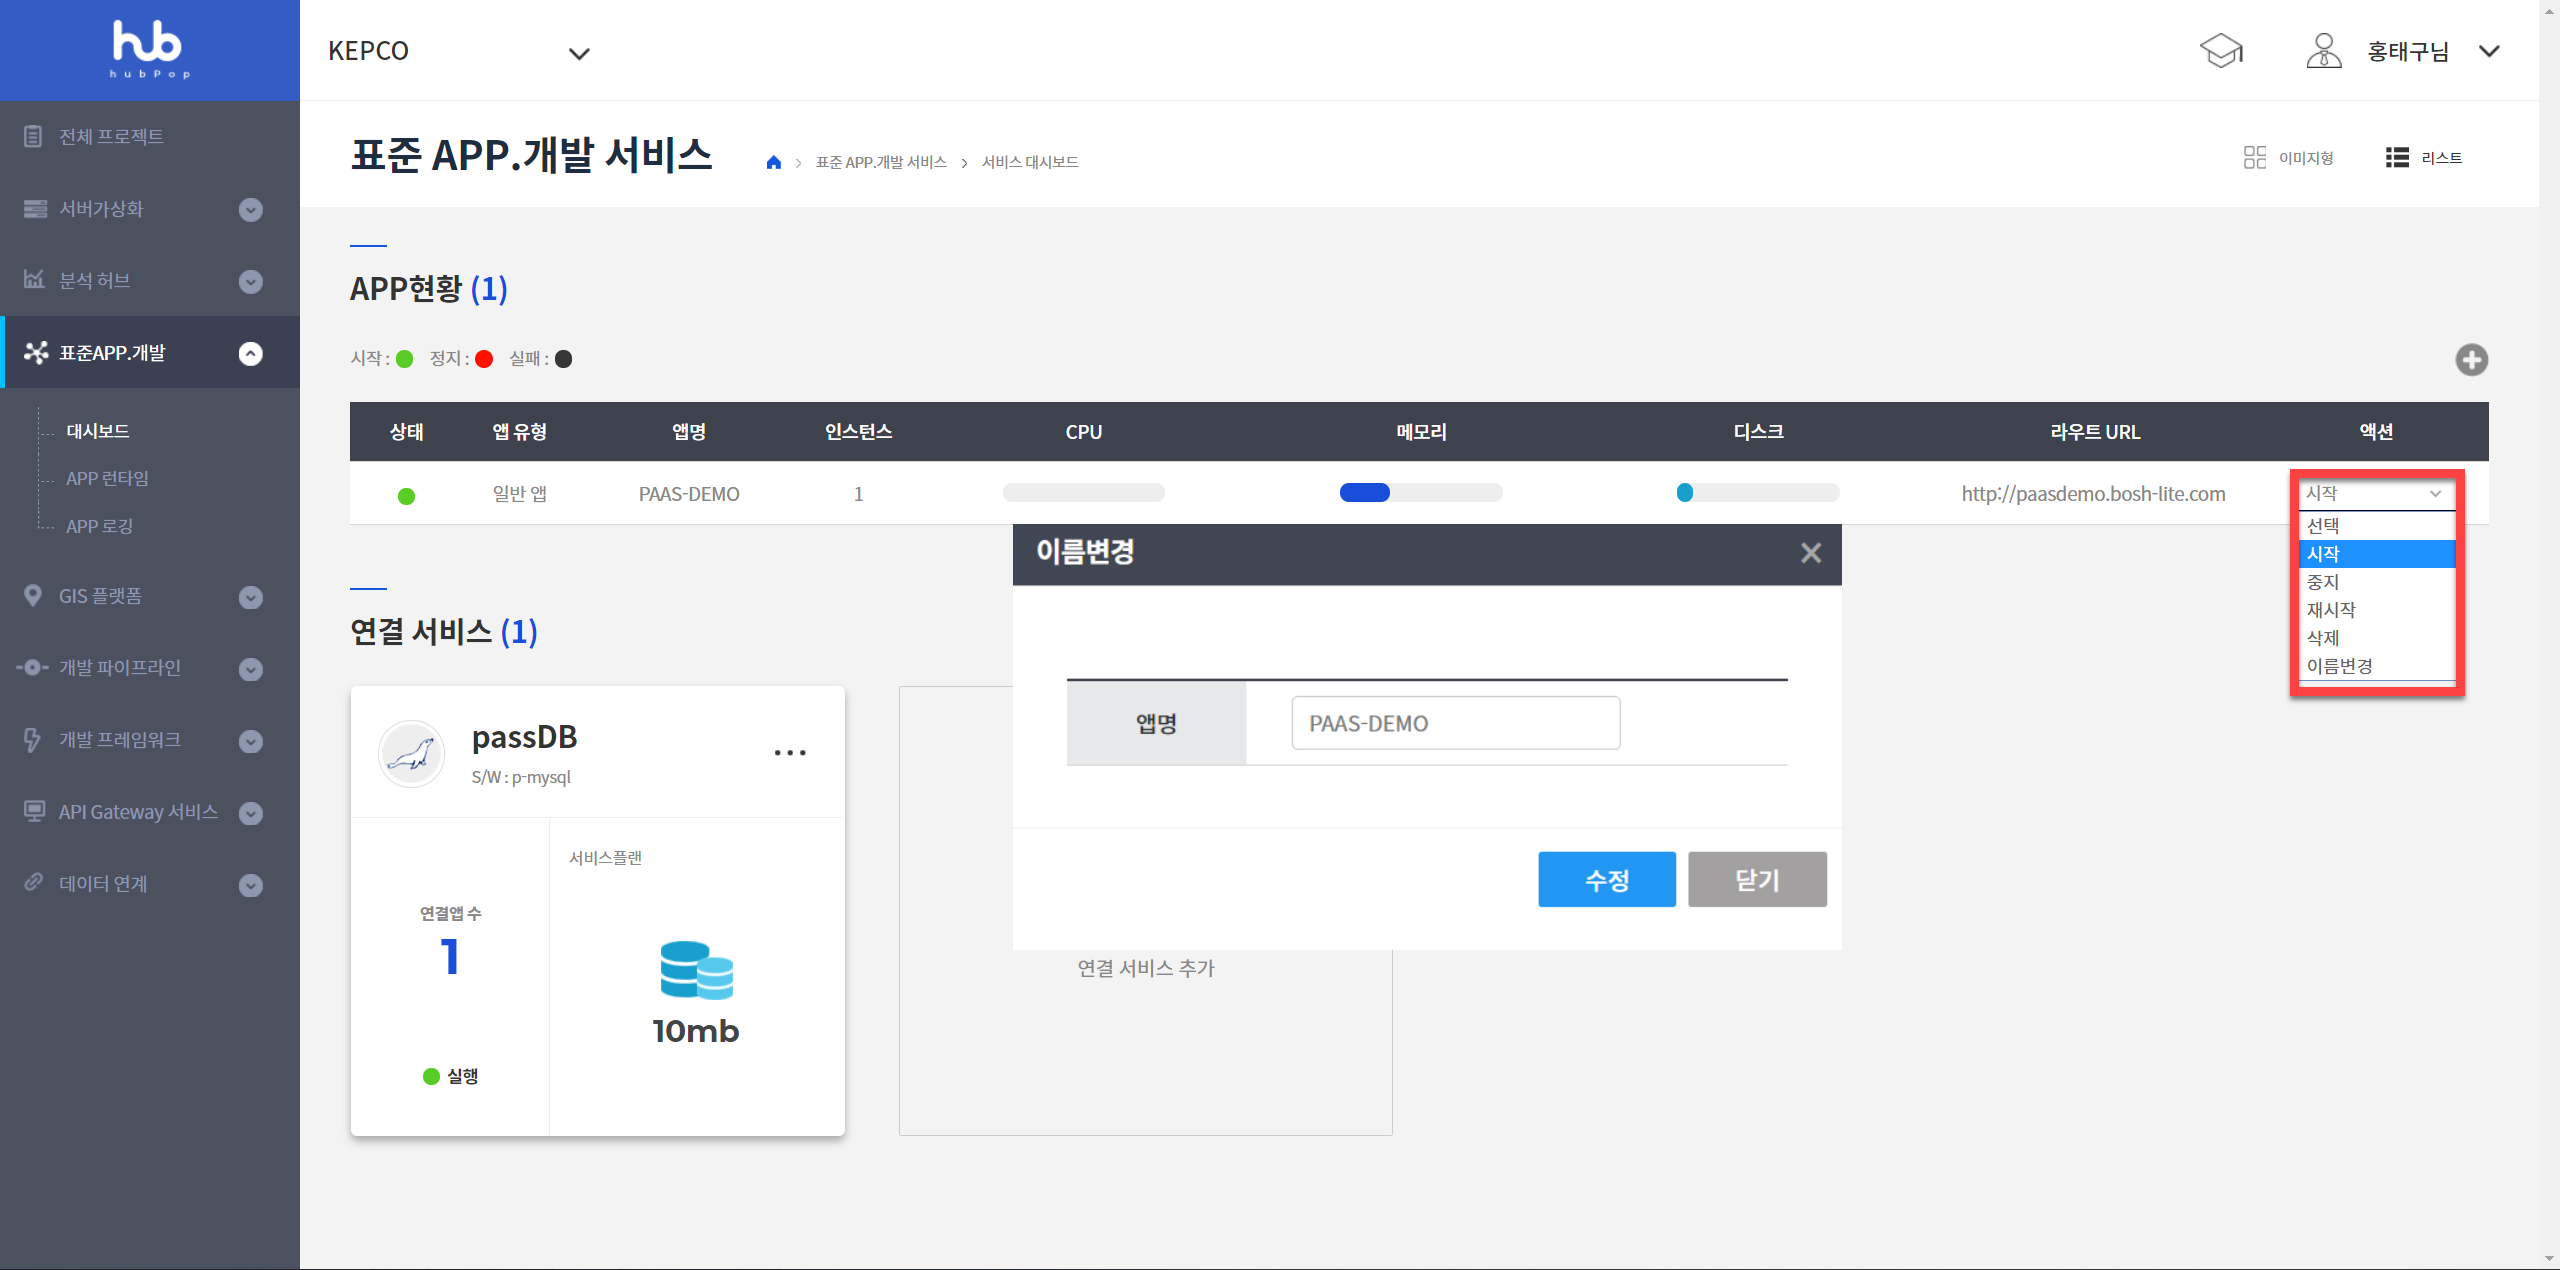 hub
hubPop
KEPCO
홍태구님
전체 프로젝트
서버가상화
분석 허브
표준APP.개발
대시보드
APP 런타임
APP 로깅
GIS 플랫폼
개발 파이프라인
개발 프레임워크
API Gateway 서비스
데이터 연계
표준 APP.개발 서비스
표준 APP.개발 서비스 > 서비스 대시보드
이미지형
리스트
APP현황 (1)
시작 : 정지 : 실패 :
상태 앱 유형 앱명 인스턴스 CPU 메모리 디스크 라우트 URL 액션
일반 앱 PAAS-DEMO 1 http://paasdemo.bosh-lite.com 시작
선택
시작
중지
재시작
삭제
이름변경
이름변경
앱명 PAAS-DEMO
수정 닫기
연결 서비스 (1)
passDB
S/W : p-mysql
서비스플랜
연결앱 수
1
10mb
실행
연결 서비스 추가